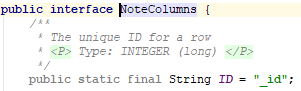 public interface NoteColumns {
/**
* The unique ID for a row
* <P> Type: INTEGER (long) </P>
*/
public static final String ID = "_id";